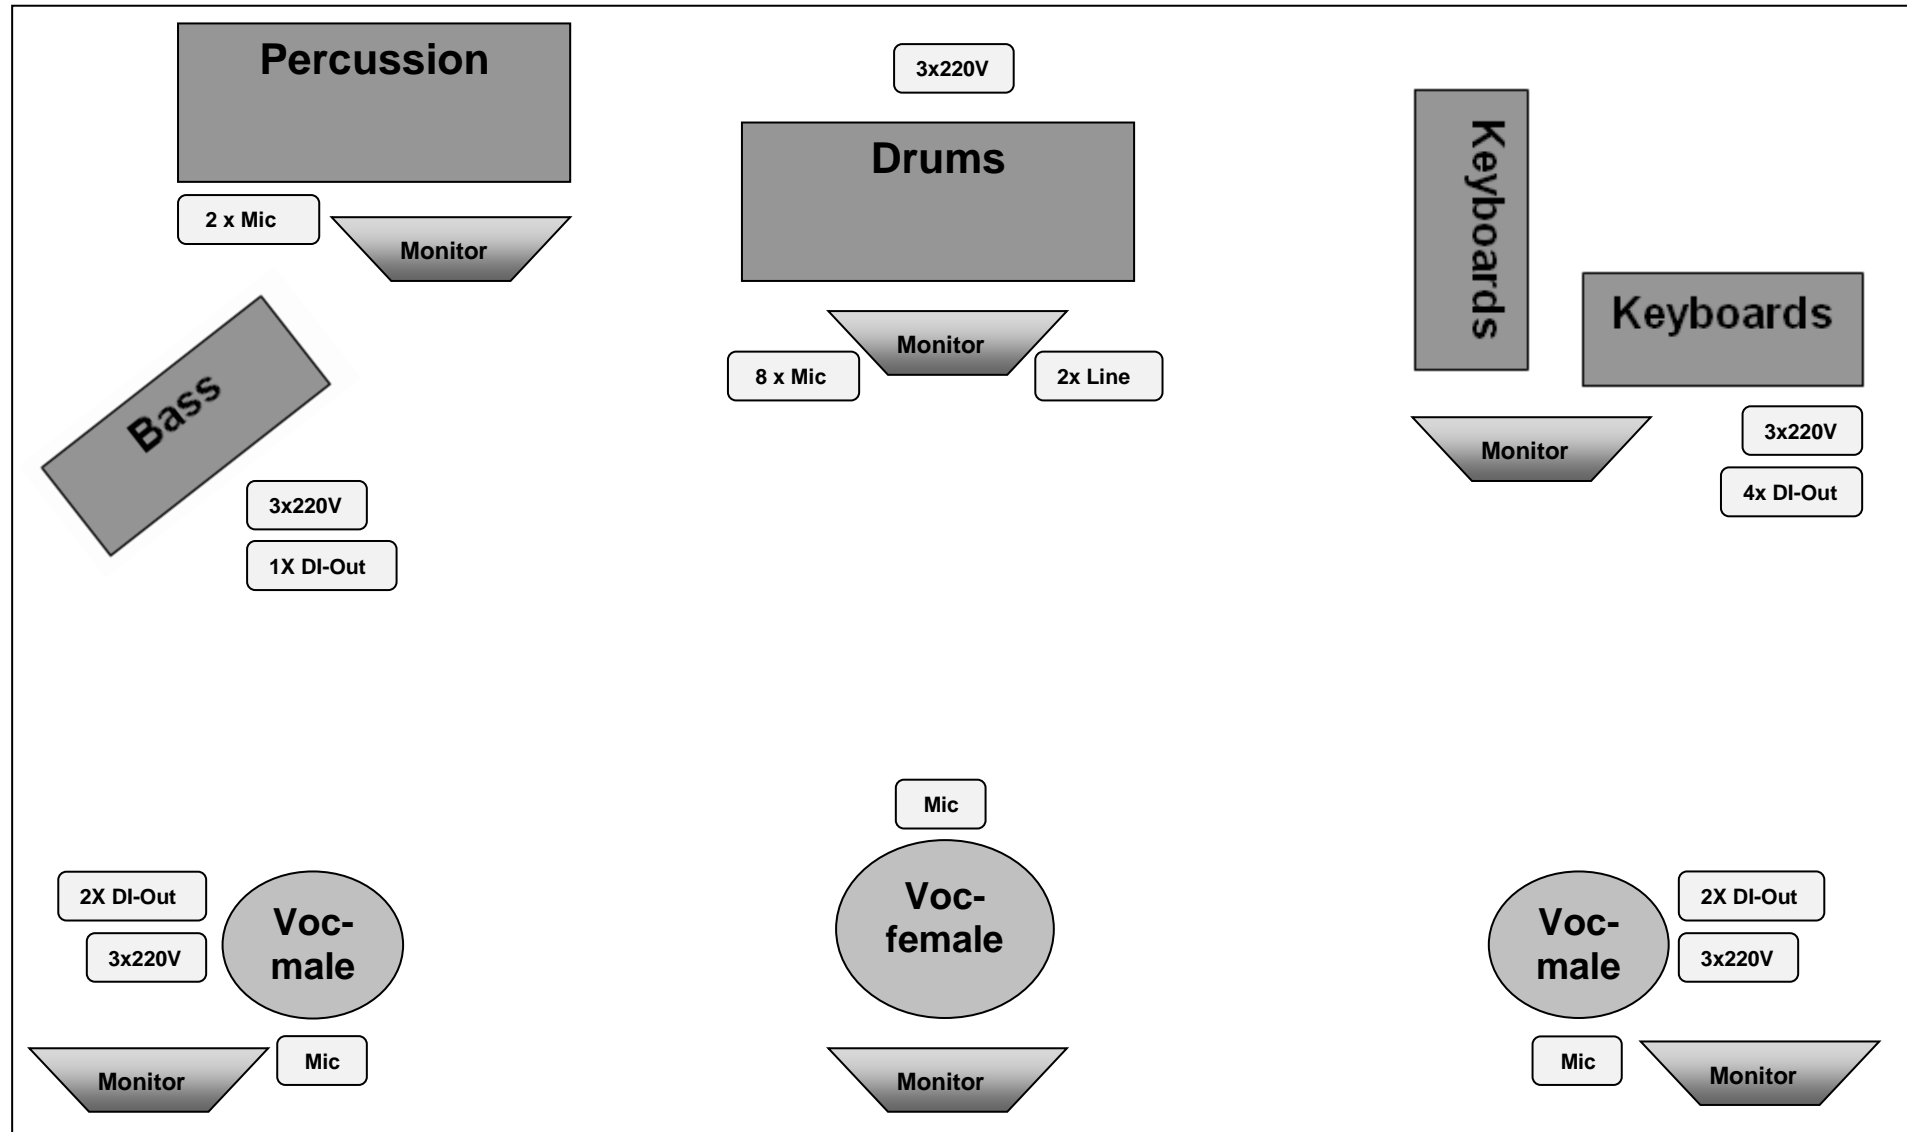 Percussion
3x220V
Drums
Keyboards
2 x Mic
Monitor
Keyboards
Monitor
8 x Mic
2x Line
Bass
3x220V
Monitor
4x DI-Out
3x220V
1X DI-Out
Mic
2X DI-Out
Voc-
male
3x220V
Voc-
female
Voc-
male
2X DI-Out
3x220V
Monitor
Mic
Monitor
Mic
Monitor